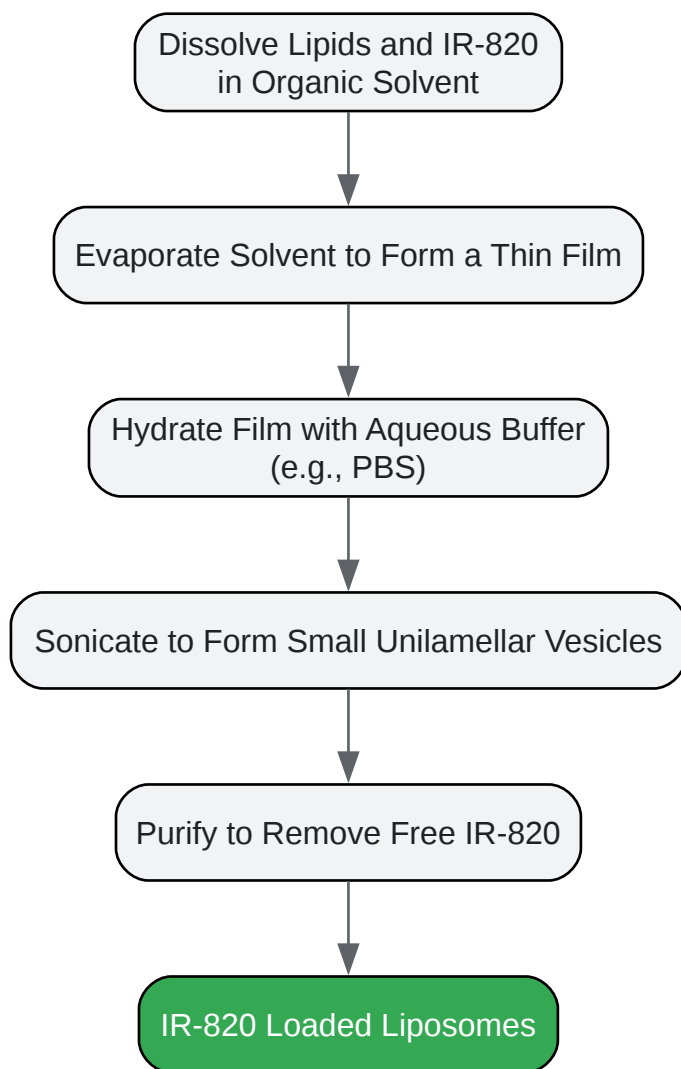 Dissolve Lipids and IR-820
in Organic Solvent
Evaporate Solvent to Form a Thin Film
Hydrate Film with Aqueous Buffer
(e.g., PBS)
Sonicate to Form Small Unilamellar Vesicles
Purify to Remove Free IR-820
IR-820 Loaded Liposomes